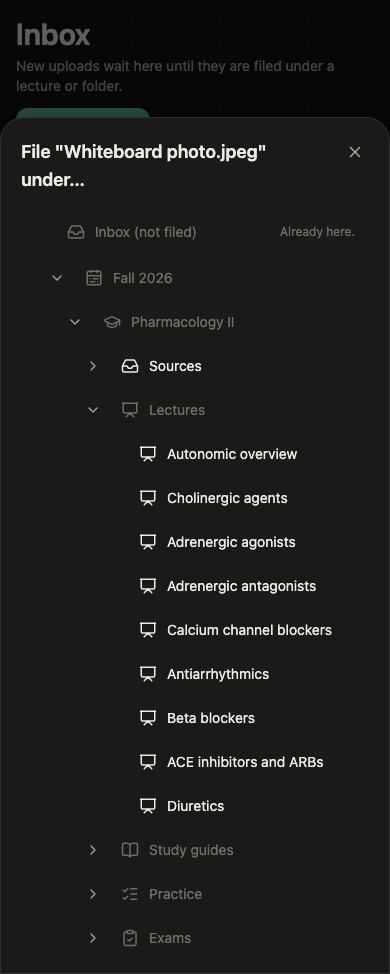 Inbox
New uploads wait here until they are filed under a
lecture or folder.
File "Whiteboard photo.jpeg"
under...
Inbox (not filed) Already here.
Fall 2026
Pharmacology II
Sources
Lectures
Autonomic overview
Cholinergic agents
Adrenergic agonists
Adrenergic antagonists
Calcium channel blockers
Antiarrhythmics
Beta blockers
ACE inhibitors and ARBs
Diuretics
Study guides
Practice
Exams